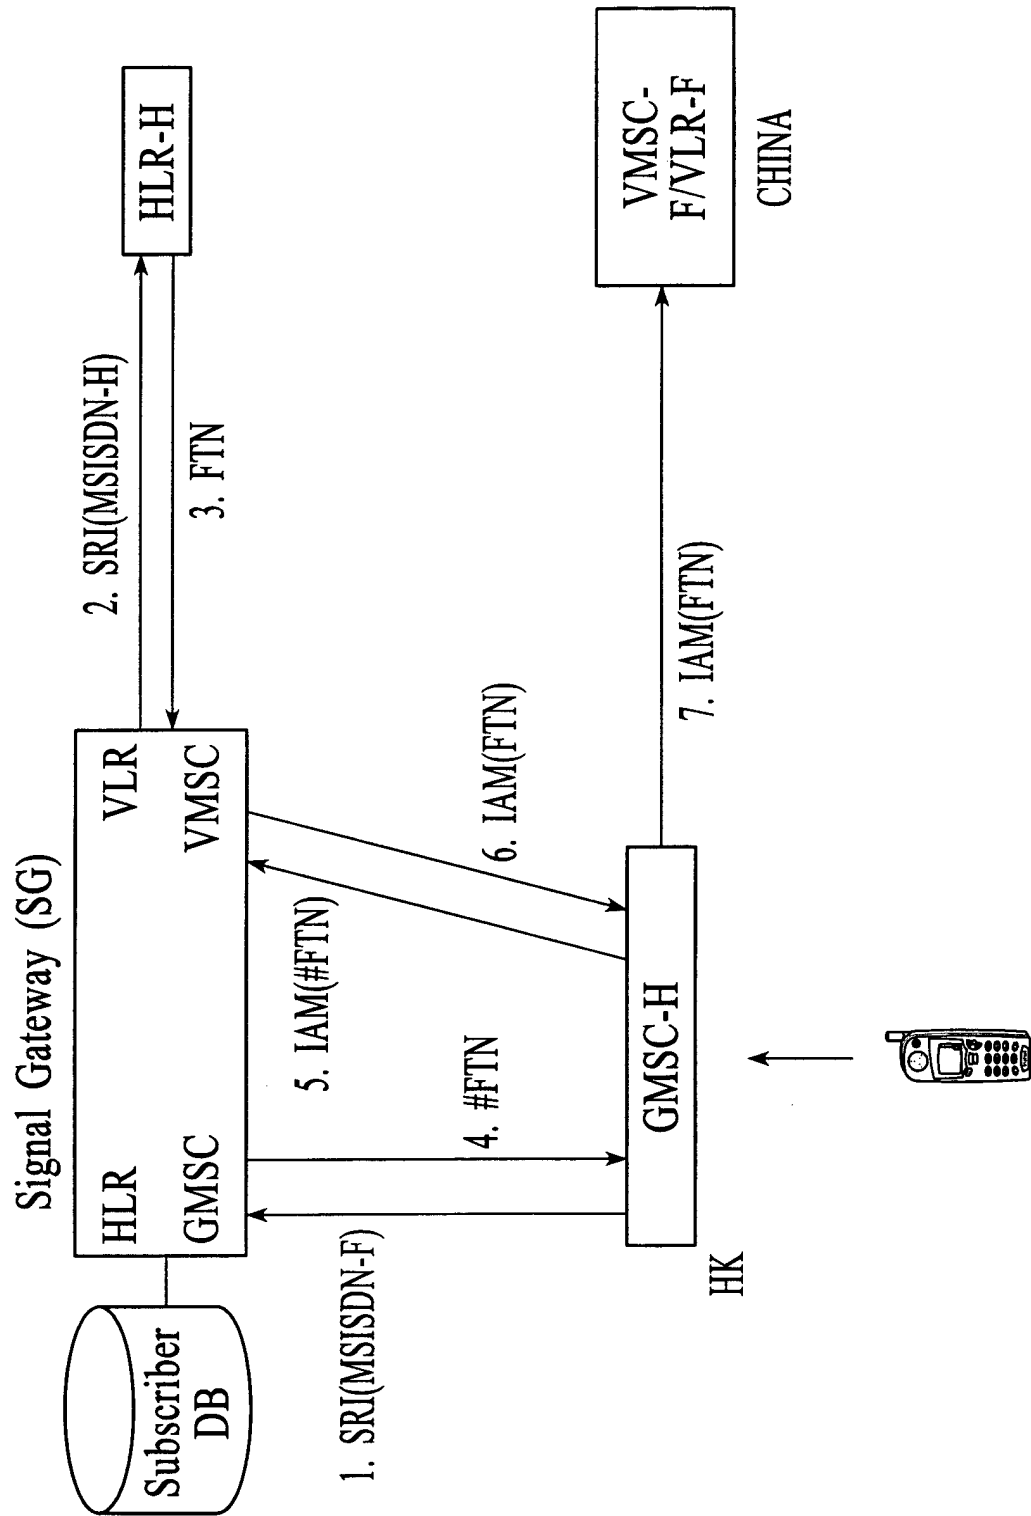 Signal Gateway (SG)
Subscriber
DB
HLR
GMSC
VLR
VMSC
2. SRI(MSISDN-H)
3. FTN
HLR-H
1. SRI(MSISDN-F)
4. #FTN
5. IAM(#FTN)
6. IAM(FTN)
HK
GMSC-H
7. IAM(FTN)
VMSC-
F/VLR-F
CHINA